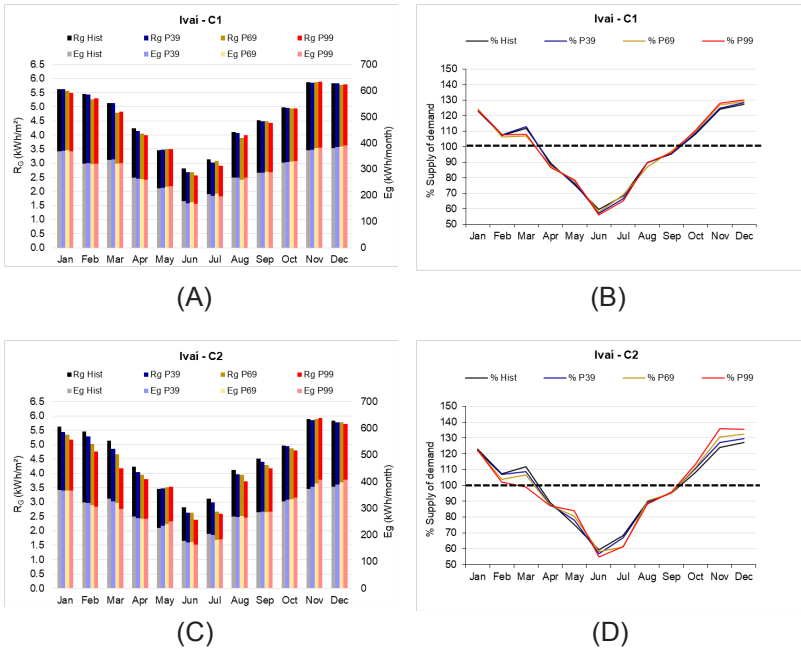 Ivaí - C1
Rg Hist Rg P39 Rg P69 Rg P99
Eg Hist Eg P39 Eg P69 Eg P99
R_G (kWh/m²)
6.5
6.0
5.5
5.0
4.5
4.0
3.5
3.0
2.5
2.0
1.5
1.0
0.5
0.0
700
600
500
400
300
200
100
0
Eg (kWh/month)
Jan Feb Mar Apr May Jun Jul Aug Sep Oct Nov Dec
(A)
Ivaí - C1
% Hist % P39 % P69 % P99
% Supply of demand
150
140
130
120
110
100
90
80
70
60
50
Jan Feb Mar Apr May Jun Jul Aug Sep Oct Nov Dec
(B)
Ivaí - C2
Rg Hist Rg P39 Rg P69 Rg P99
Eg Hist Eg P39 Eg P69 Eg P99
R_G (kWh/m²)
6.5
6.0
5.5
5.0
4.5
4.0
3.5
3.0
2.5
2.0
1.5
1.0
0.5
0.0
700
600
500
400
300
200
100
0
Eg (kWh/month)
Jan Feb Mar Apr May Jun Jul Aug Sep Oct Nov Dec
(C)
Ivaí - C2
% Hist % P39 % P69 % P99
% Supply of demand
150
140
130
120
110
100
90
80
70
60
50
Jan Feb Mar Apr May Jun Jul Aug Sep Oct Nov Dec
(D)